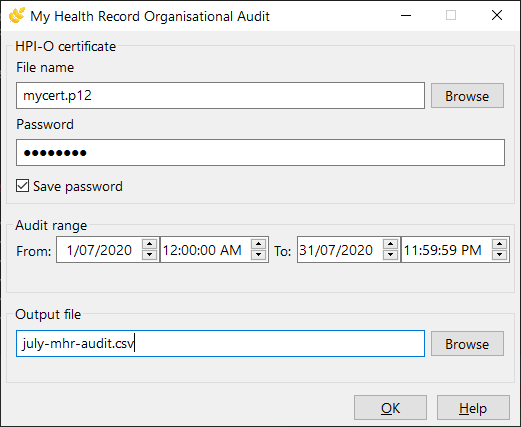 My Health Record Organisational Audit
HPI-O certificate
File name
mycert.p12 Browse
Password
●●●●●●●●
Save password
Audit range
From: 1/07/2020 12:00:00 AM To: 31/07/2020 11:59:59 PM
Output file
july-mhr-audit.csv Browse
OK Help